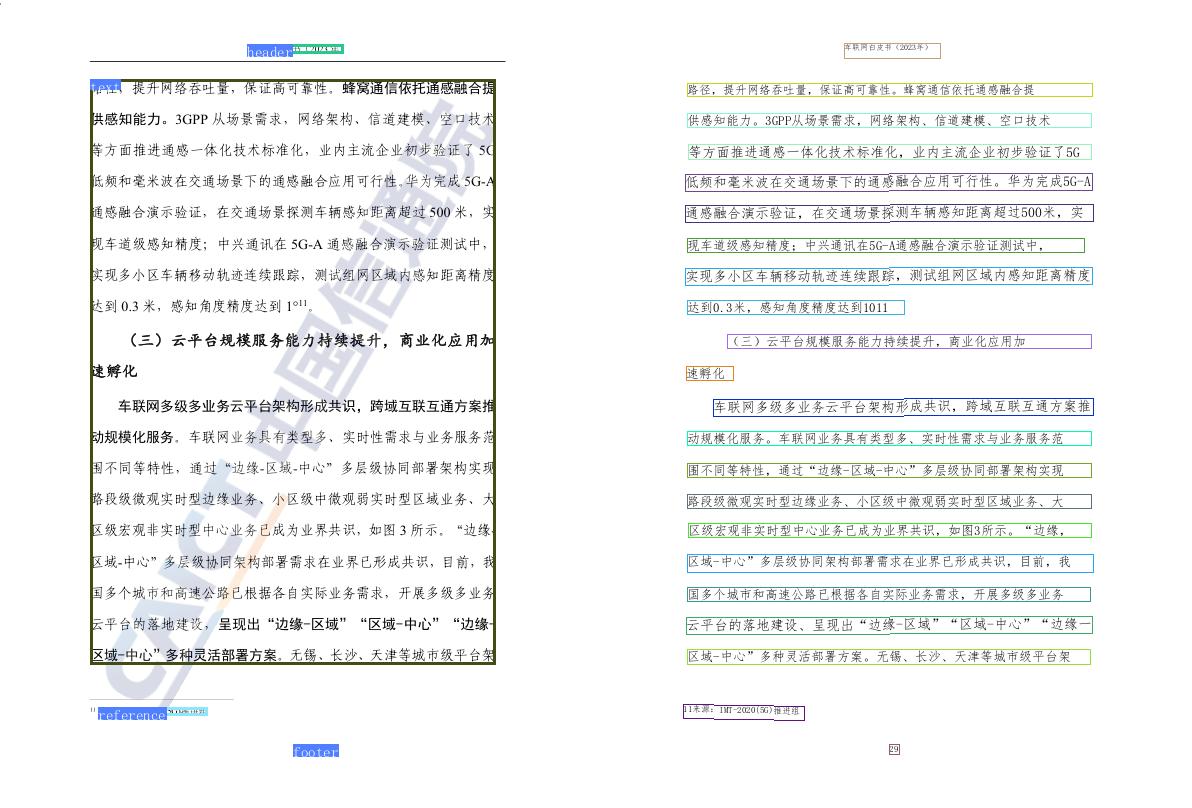 header
text
路径，提升网络吞吐量，保证高可靠性。蜂窝通信依托通感融合提
供感知能力。3GPP 从场景需求，网络架构、信道建模、空口技术
等方面推进通感一体化技术标准化，业内主流企业初步验证了 5G
低频和毫米波在交通场景下的通感融合应用可行性。华为完成 5G-A
通感融合演示验证，在交通场景探测车辆感知距离超过 500 米，实
现车道级感知精度；中兴通讯在 5G-A 通感融合演示验证测试中，
实现多小区车辆移动轨迹连续跟踪，测试组网区域内感知距离精度
达到 0.3 米，感知角度精度达到 1°11。
（三）云平台规模服务能力持续提升，商业化应用加
速孵化
车联网多级多业务云平台架构形成共识，跨域互联互通方案推
动规模化服务。车联网业务具有类型多、实时性需求与业务服务范
围不同等特性，通过“边缘-区域-中心”多层级协同部署架构实现
路段级微观实时型边缘业务、小区级中微观弱实时型区域业务、大
区级宏观非实时型中心业务已成为业界共识，如图 3 所示。“边缘-
区域-中心”多层级协同架构部署需求在业界已形成共识，目前，我
国多个城市和高速公路已根据各自实际业务需求，开展多级多业务
云平台的落地建设，呈现出“边缘-区域”“区域-中心”“边缘-
区域-中心”多种灵活部署方案。无锡、长沙、天津等城市级平台架
CAICT 中国信通院
11
reference
footer
车联网白皮书（2023年）
路径，提升网络吞吐量，保证高可靠性。蜂窝通信依托通感融合提
供感知能力。3GPP从场景需求，网络架构、信道建模、空口技术
等方面推进通感一体化技术标准化，业内主流企业初步验证了5G
低频和毫米波在交通场景下的通感融合应用可行性。华为完成5G-A
通感融合演示验证，在交通场景探测车辆感知距离超过500米，实
现车道级感知精度；中兴通讯在5G-A通感融合演示验证测试中，
实现多小区车辆移动轨迹连续跟踪，测试组网区域内感知距离精度
达到0.3米，感知角度精度达到1011
（三）云平台规模服务能力持续提升，商业化应用加
速孵化
车联网多级多业务云平台架构形成共识，跨域互联互通方案推
动规模化服务。车联网业务具有类型多、实时性需求与业务服务范
围不同等特性，通过“边缘-区域-中心”多层级协同部署架构实现
路段级微观实时型边缘业务、小区级中微观弱实时型区域业务、大
区级宏观非实时型中心业务已成为业界共识，如图3所示。“边缘，
区域-中心”多层级协同架构部署需求在业界已形成共识，目前，我
国多个城市和高速公路已根据各自实际业务需求，开展多级多业务
云平台的落地建设、呈现出“边缘-区域”“区域-中心”“边缘一
区域-中心”多种灵活部署方案。无锡、长沙、天津等城市级平台架
11来源：IMT-2020(5G)推进组
29